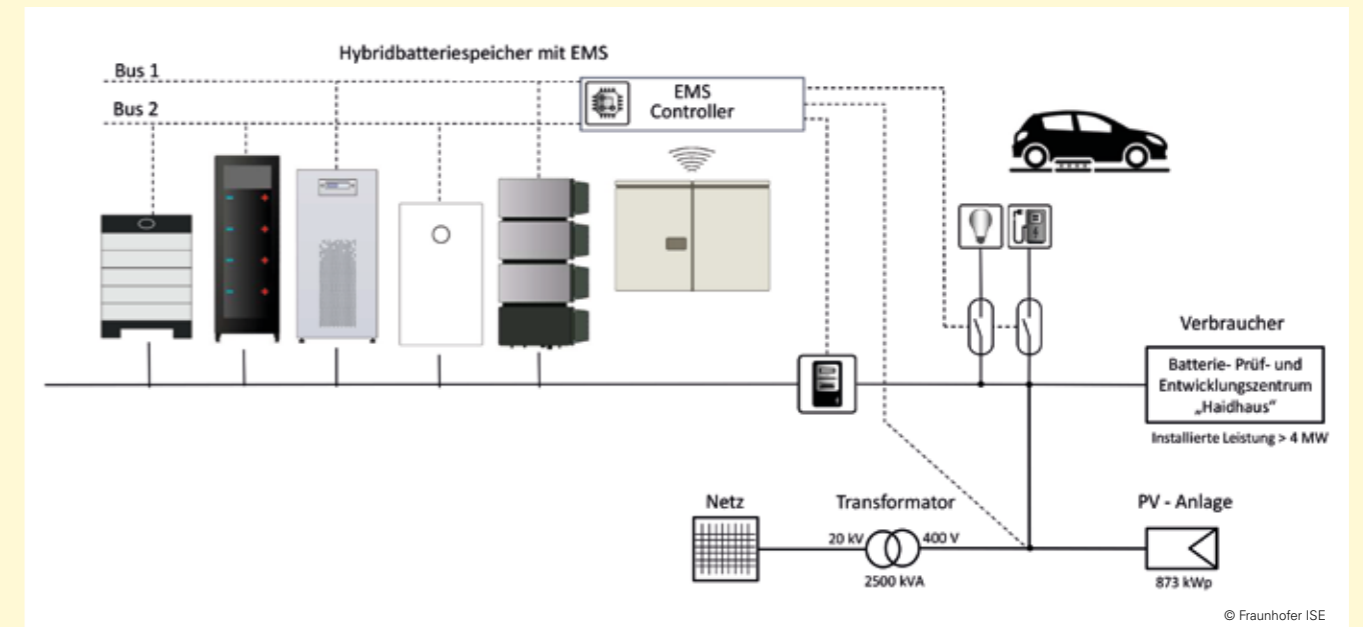 Hybridbatteriespeicher mit EMS
Bus 1
Bus 2
EMS
Controller
Verbraucher
Batterie- Prüf- und
Entwicklungszentrum
„Haidhaus“
Installierte Leistung > 4 MW
Netz
Transformator
20 kV
400 V
2500 kVA
PV - Anlage
873 kWp
© Fraunhofer ISE